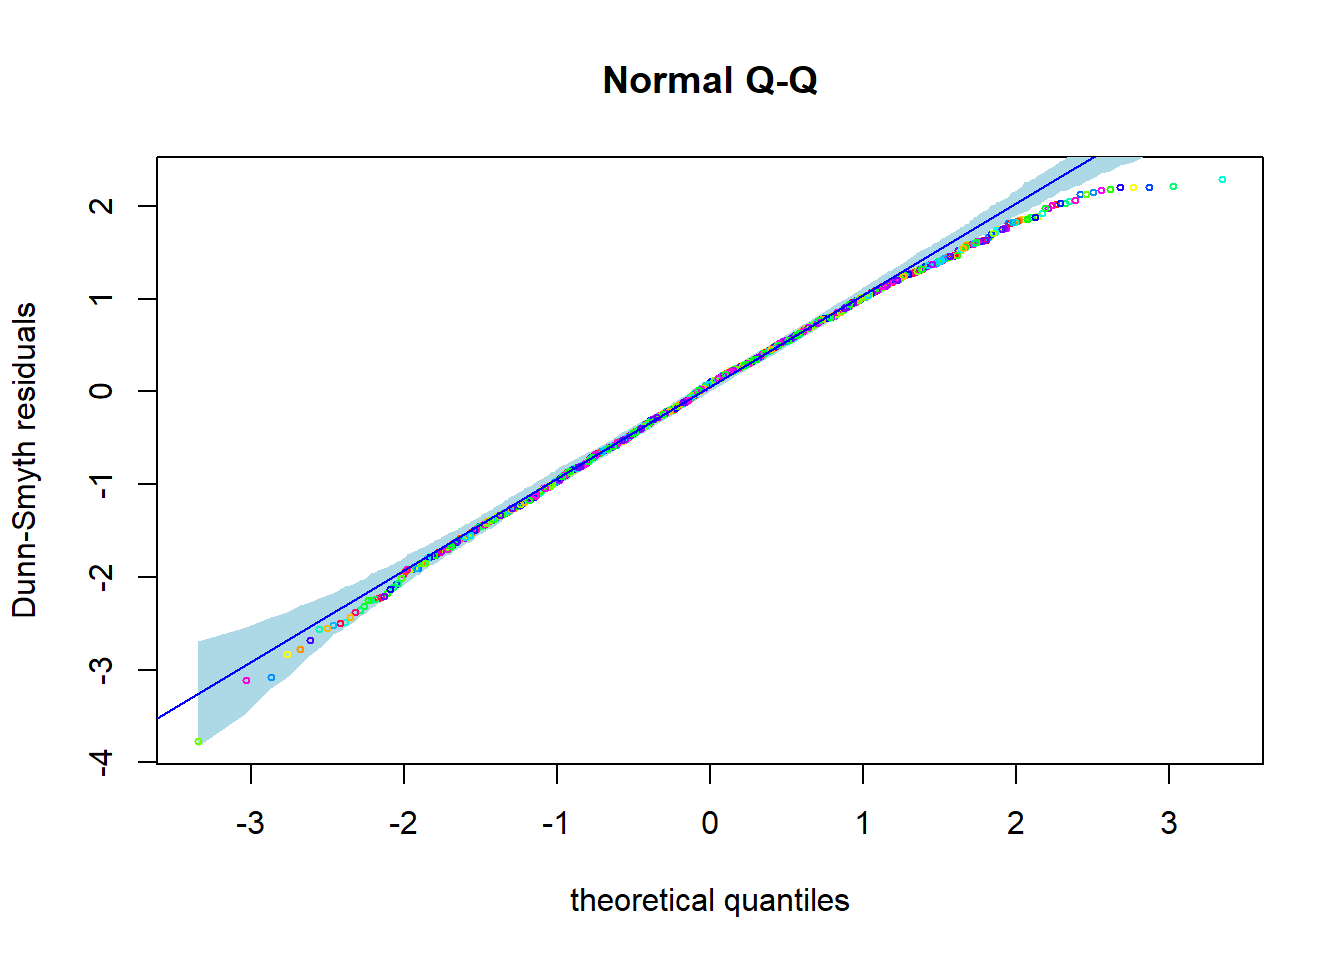 Normal Q-Q
Dunn-Smyth residuals
2
1
0
-1
-2
-3
-4
-3 -2 -1 0 1 2 3
theoretical quantiles